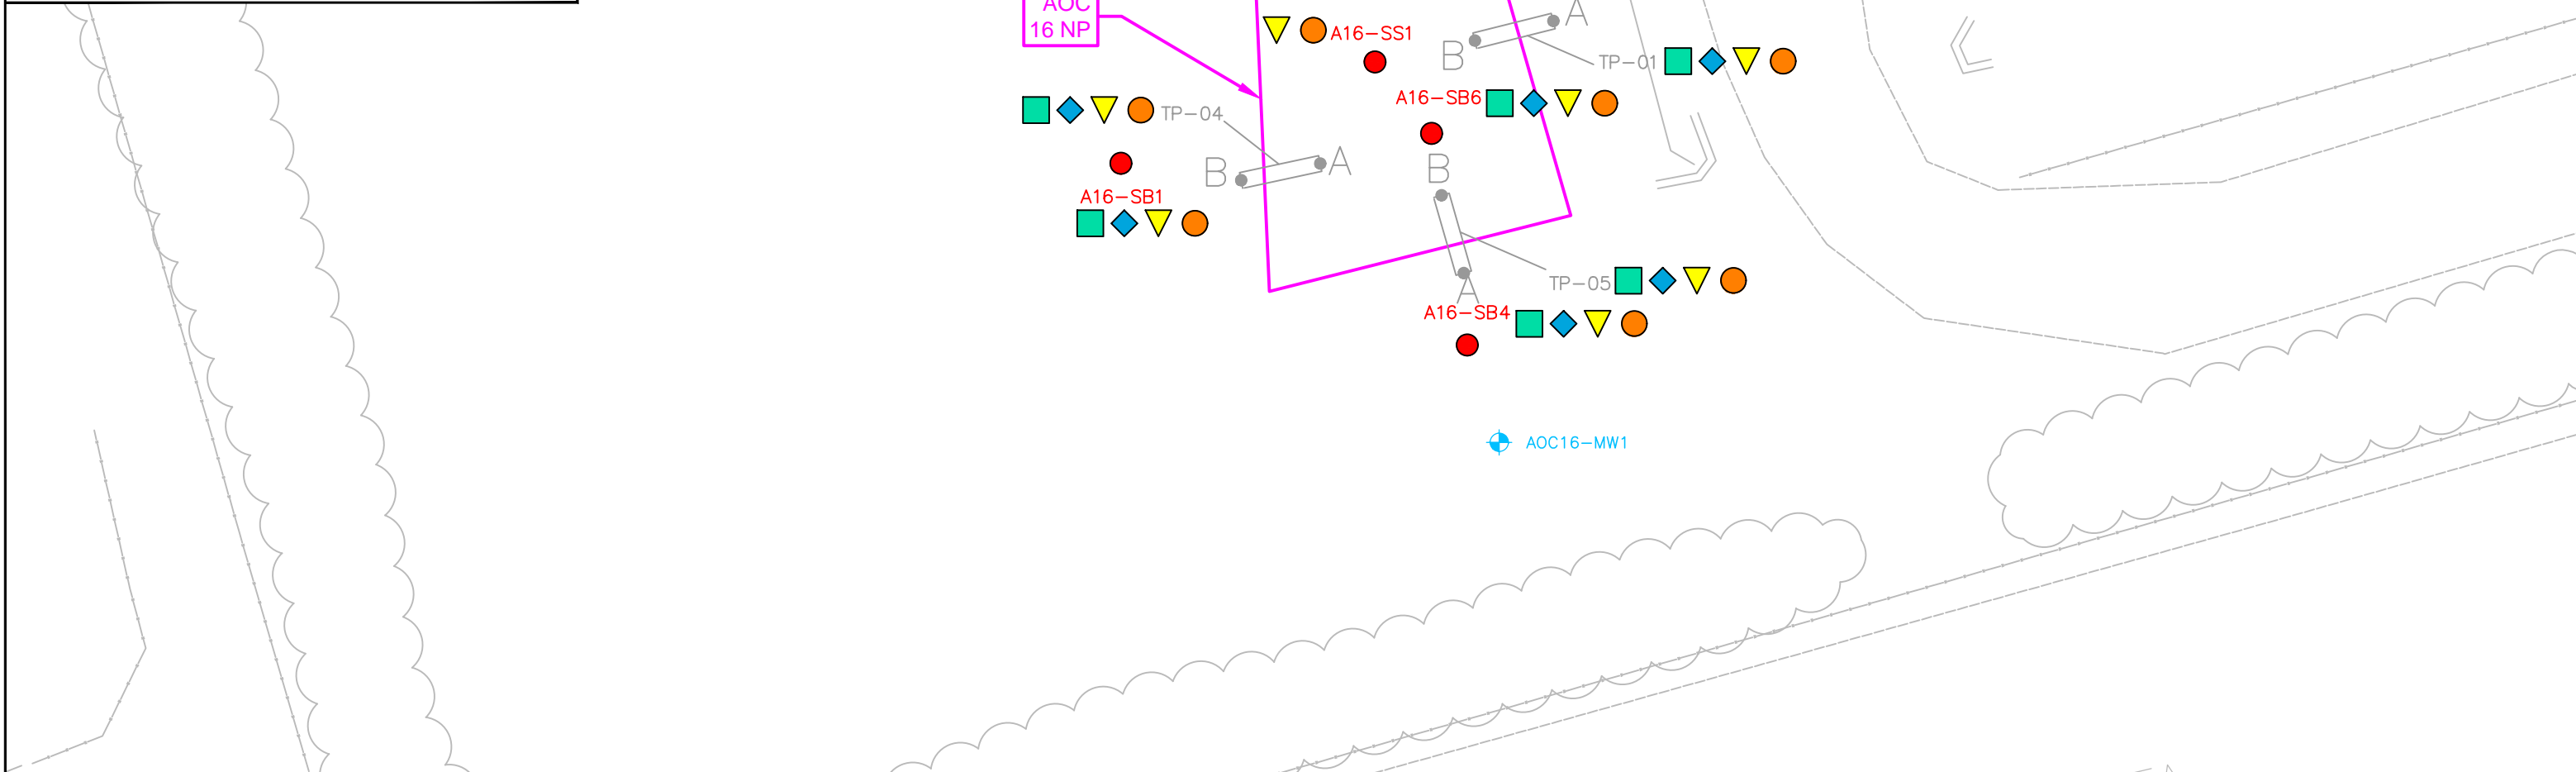 AOC
16 NP
A16-SS1
A
B
TP-01
A16-SB6
TP-04
B
A
B
A16-SB1
TP-05
A
A16-SB4
AOC16-MW1